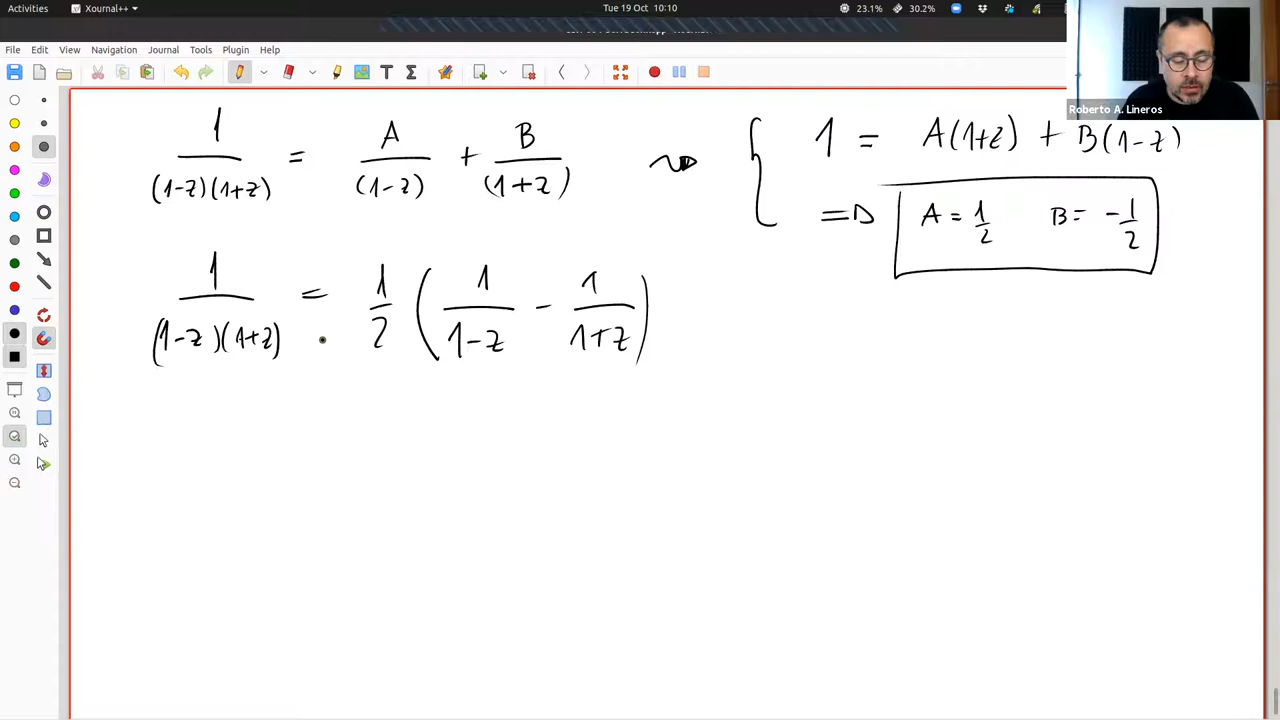 Activities Xournal++ Tue 19 Oct 10:10 23.1% 30.2%
File Edit View Navigation Journal Tools Plugin Help
Roberto A. Lineros
1/((1-z)(1+z)) = A/(1-z) + B/(1+z) ⇝ { 1 = A(1+z) + B(1-z)
=> A = 1/2 B = -1/2
1/((1-z)(1+z)) = 1/2 (1/(1-z) - 1/(1+z))